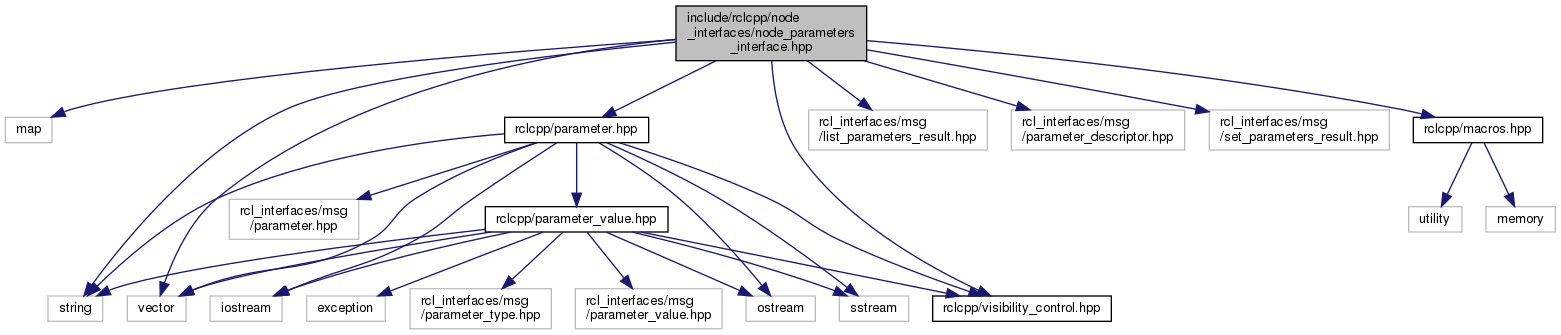 include/rclcpp/node
_interfaces/node_parameters
_interface.hpp
map
rclcpp/parameter.hpp
rcl_interfaces/msg
/list_parameters_result.hpp
rcl_interfaces/msg
/parameter_descriptor.hpp
rcl_interfaces/msg
/set_parameters_result.hpp
rclcpp/macros.hpp
rcl_interfaces/msg
/parameter.hpp
rclcpp/parameter_value.hpp
utility
memory
string
vector
iostream
exception
rcl_interfaces/msg
/parameter_type.hpp
rcl_interfaces/msg
/parameter_value.hpp
ostream
sstream
rclcpp/visibility_control.hpp